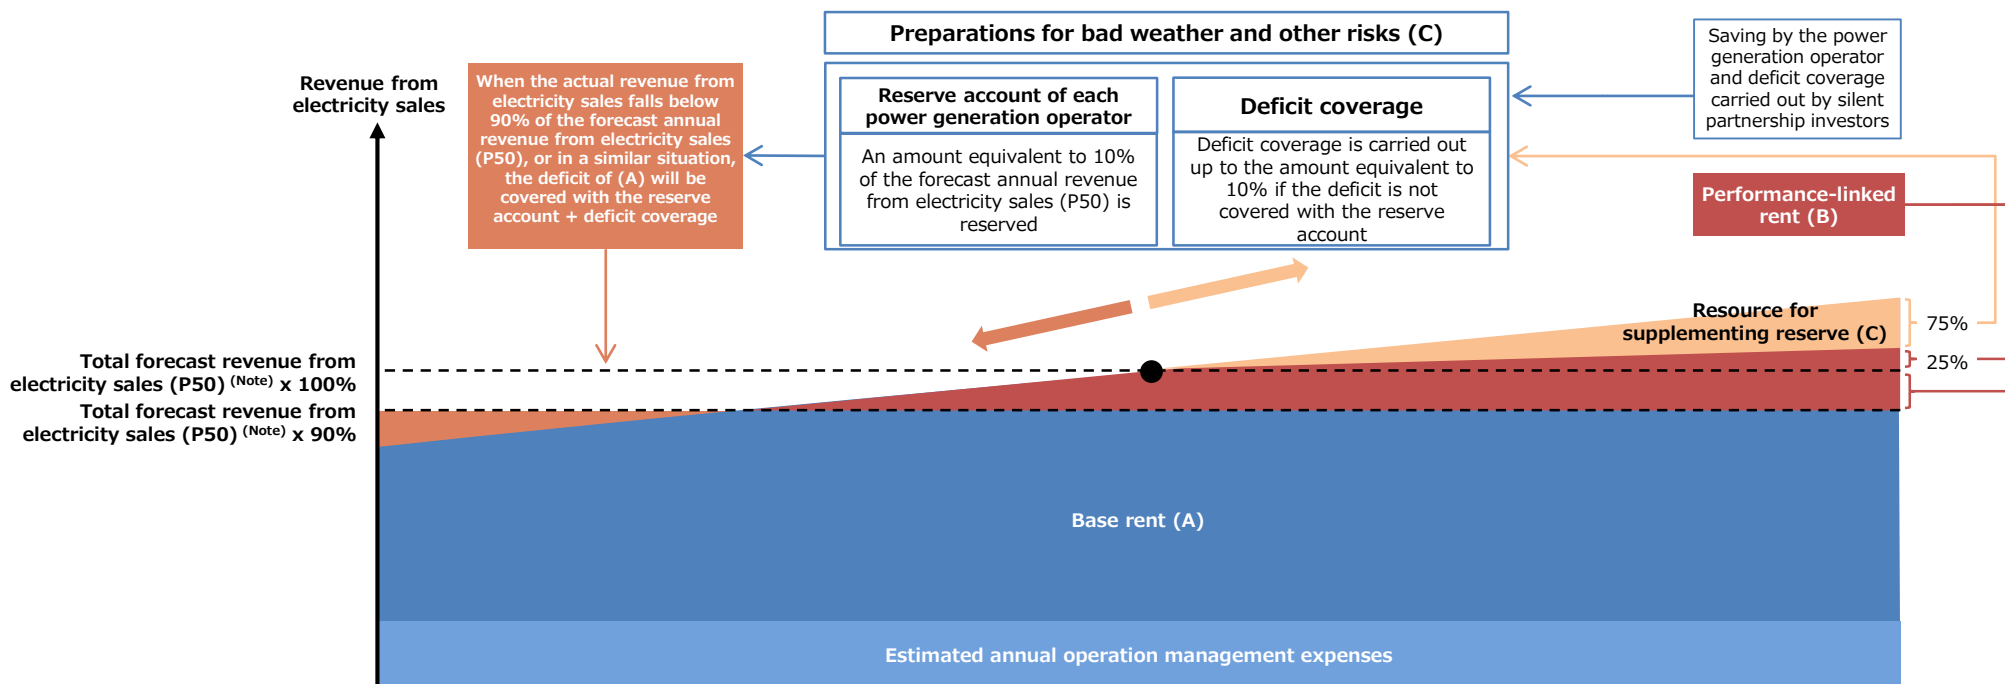 Preparations for bad weather and other risks (C)
Saving by the power
generation operator
and deficit coverage
carried out by silent
partnership investors
Revenue from
electricity sales
When the actual revenue from
electricity sales falls below
90% of the forecast annual
revenue from electricity sales
(P50), or in a similar situation,
the deficit of (A) will be
covered with the reserve
account + deficit coverage
Reserve account of each
power generation operator
An amount equivalent to 10%
of the forecast annual revenue
from electricity sales (P50) is
reserved
Deficit coverage
Deficit coverage is carried out
up to the amount equivalent to
10% if the deficit is not
covered with the reserve
account
Performance-linked
rent (B)
Resource for
supplementing reserve (C)
75%
25%
Total forecast revenue from
electricity sales (P50) (Note) x 100%
Total forecast revenue from
electricity sales (P50) (Note) x 90%
Base rent (A)
Estimated annual operation management expenses